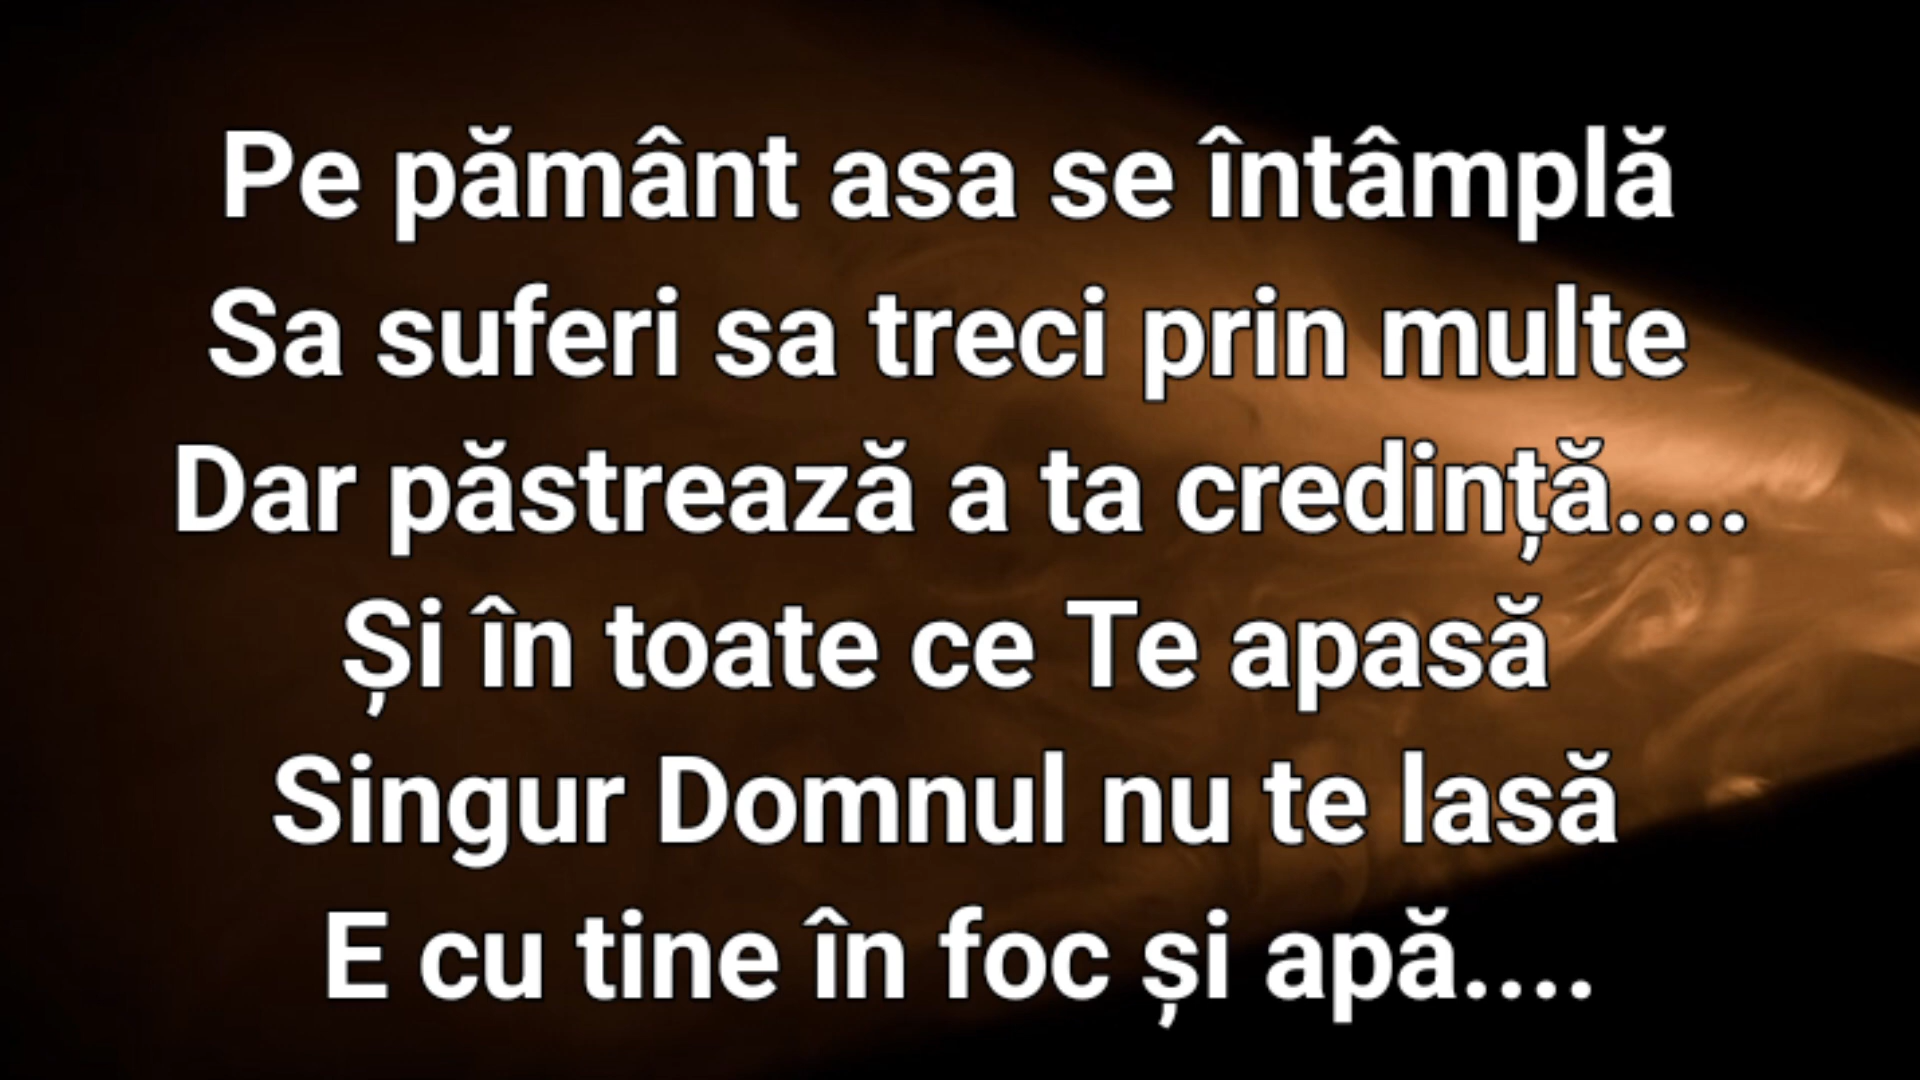 Pe pământ asa se întâmplă
Sa suferi sa treci prin multe
Dar păstrează a ta credință....
Și în toate ce Te apasă
Singur Domnul nu te lasă
E cu tine în foc și apă....